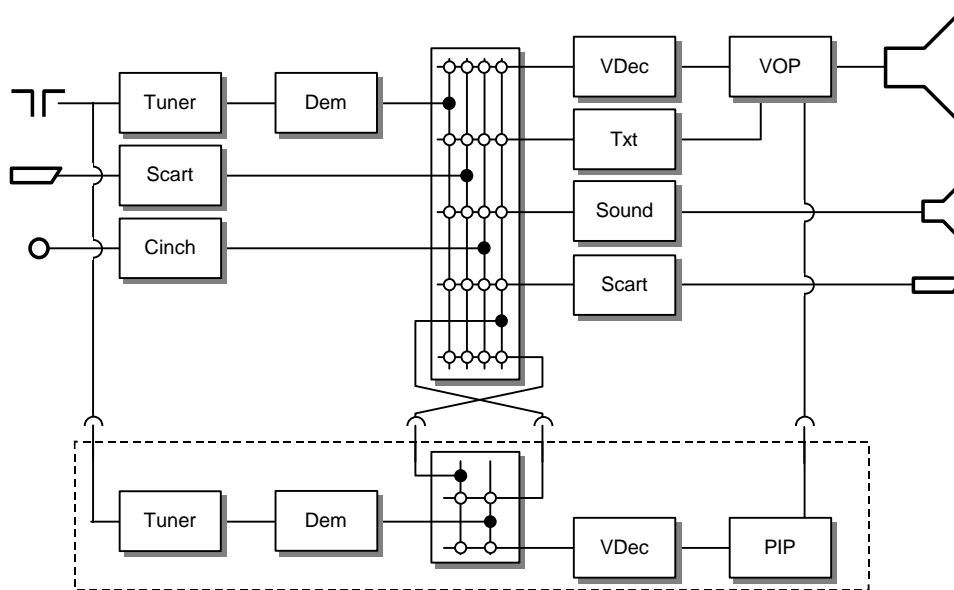 VDec
VOP
Tuner
Dem
Txt
Scart
Sound
Cinch
Scart
Tuner
Dem
VDec
PIP